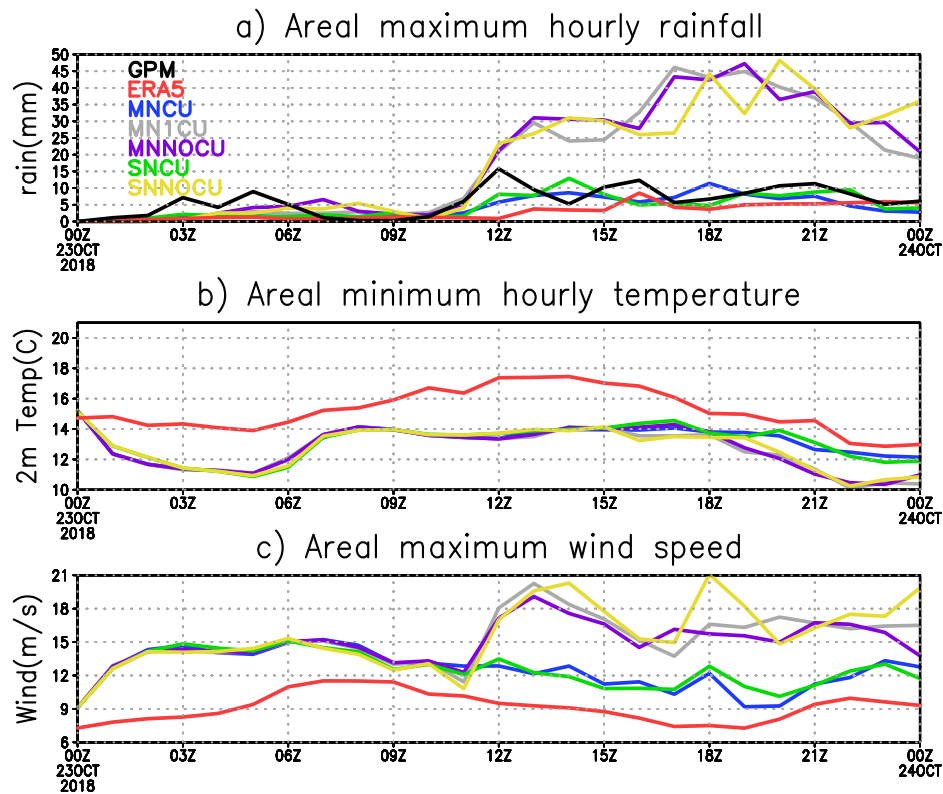 a) Areal maximum hourly rainfall
rain(mm)
50
45
40
35
30
25
20
15
10
5
0
GPM
ERA5
MNCU
MN1CU
MNNOCU
SNCU
SNNOCU
00Z 03Z 06Z 09Z 12Z 15Z 18Z 21Z 00Z
23OCT 24OCT
2018
b) Areal minimum hourly temperature
2m Temp(C)
20
18
16
14
12
10
00Z 03Z 06Z 09Z 12Z 15Z 18Z 21Z 00Z
23OCT 24OCT
2018
c) Areal maximum wind speed
Wind(m/s)
21
18
15
12
9
6
00Z 03Z 06Z 09Z 12Z 15Z 18Z 21Z 00Z
23OCT 24OCT
2018